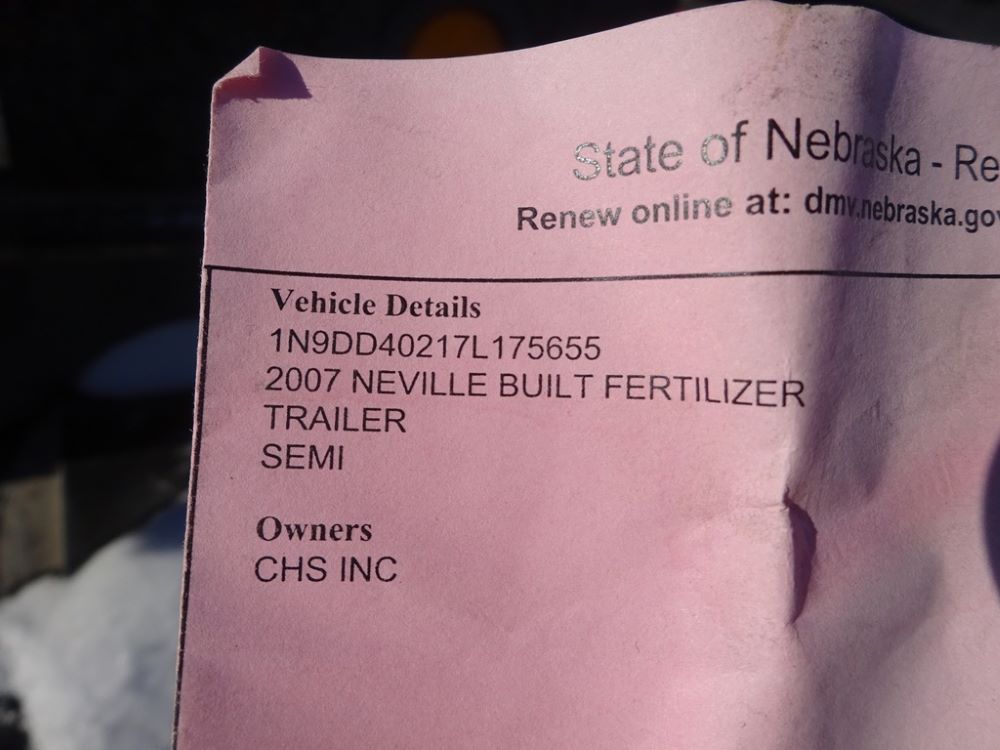 State of Nebraska - Re
Renew online at: dmv.nebraska.gov
Vehicle Details
1N9DD40217L175655
2007 NEVILLE BUILT FERTILIZER
TRAILER
SEMI
Owners
CHS INC